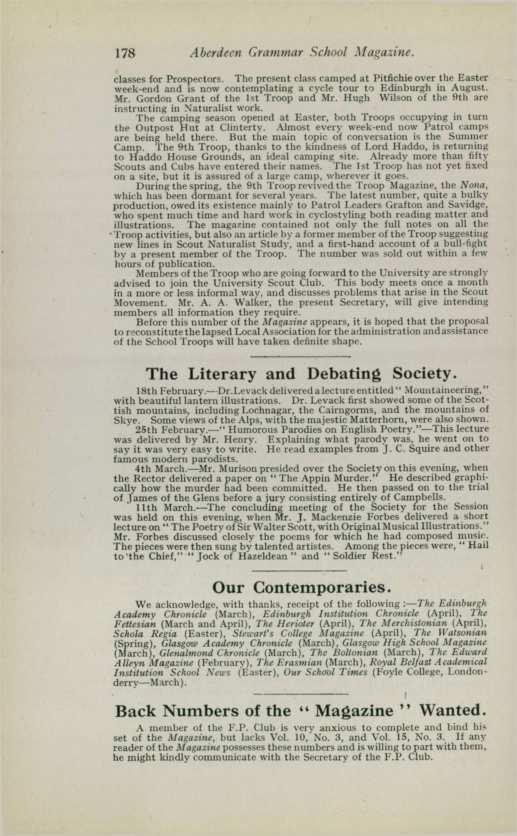 178 Aberdeen Grammar School Magazine.
classes for Prospectors. The present class camped at Pitfichie over the Easter
week-end and is now contemplating a cycle tour to Edinburgh in August.
Mr. Gordon Grant of the 1st Troop and Mr. Hugh Wilson of the 9th are
instructing in Naturalist work.
The camping season opened at Easter, both Troops occupying in turn
the Outpost Hut at Clinterty. Almost every week-end now Patrol camps
are being held there. But the main topic of conversation is the Summer
Camp. The 9th Troop, thanks to the kindness of Lord Haddo, is returning
to Haddo House Grounds, an ideal camping site. Already more than fifty
Scouts and Cubs have entered their names. The 1st Troop has not yet fixed
on a site, but it is assured of a large camp, wherever it goes.
During the spring, the 9th Troop revived the Troop Magazine, the Nona,
which has been dormant for several years. The latest number, quite a bulky
production, owed its existence mainly to Patrol Leaders Grafton and Savidge,
who spent much time and hard work in cyclostyling both reading matter and
illustrations. The magazine contained not only the full notes on all the
Troop activities, but also an article by a former member of the Troop suggesting
new lines in Scout Naturalist Study, and a first-hand account of a bull-fight
by a present member of the Troop. The number was sold out within a few
hours of publication.
Members of the Troop who are going forward to the University are strongly
advised to join the University Scout Club. This body meets once a month
in a more or less informal way, and discusses problems that arise in the Scout
Movement. Mr. A. A. Walker, the present Secretary, will give intending
members all information they require.
Before this number of the Magazine appears, it is hoped that the proposal
to reconstitute the lapsed Local Association for the administration and assistance
of the School Troops will have taken definite shape.
The Literary and Debating Society.
18th February.—Dr. Levack delivered a lecture entitled " Mountaineering,"
with beautiful lantern illustrations. Dr. Levack first showed some of the Scot-
tish mountains, including Lochnagar, the Cairngorms, and the mountains of
Skye. Some views of the Alps, with the majestic Matterhorn, were also shown.
25th February.—" Humorous Parodies on English Poetry."—This lecture
was delivered by Mr. Henry. Explaining what parody was, he went on to
say it was very easy to write. He read examples from J. C. Squire and other
famous modern parodists.
4th March.—Mr. Murison presided over the Society on this evening, when
the Rector delivered a paper on " The Appin Murder." He described graphi-
cally how the murder had been committed. He then passed on to the trial
of James of the Glens before a jury consisting entirely of Campbells.
11th March.—The concluding meeting of the Society for the Session
was held on this evening, when Mr. J. Mackenzie Forbes delivered a short
lecture on " The Poetry of Sir Walter Scott, with Original Musical Illustrations."
Mr. Forbes discussed closely the poems for which he had composed music.
The pieces were then sung by talented artistes. Among the pieces were, " Hail
to the Chief," " Jock of Hazeldean " and " Soldier Rest."
Our Contemporaries.
We acknowledge, with thanks, receipt of the following :—The Edinburgh
Academy Chronicle (March), Edinburgh Institution Chronicle (April), The
Fettesian (March and April), The Herioter (April), The Merchistonian (April),
Schola Regia (Easter), Stewart's College Magazine (April), The Watsonian
(Spring), Glasgow Academy Chronicle (March), Glasgow High School Magazine
(March), Glenalmond Chronicle (March), The Boltonian (March), The Edward
Alleyn Magazine (February), The Erasmian (March), Royal Belfast Academical
Institution School News (Easter), Our School Times (Foyle College, London-
derry—March).
Back Numbers of the " Magazine " Wanted.
A member of the F.P. Club is very anxious to complete and bind his
set of the Magazine, but lacks Vol. 10, No. 3, and Vol. 15, No. 3. If any
reader of the Magazine possesses these numbers and is willing to part with them,
he might kindly communicate with the Secretary of the F.P. Club.